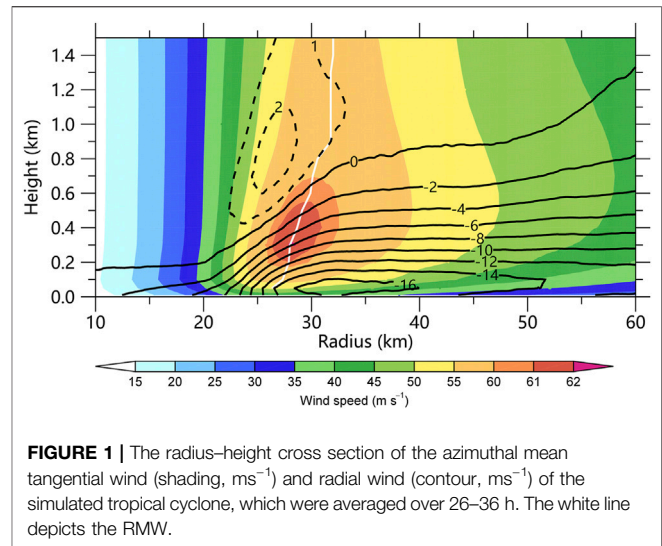 1.4
1.2
1.0
0.8
0.6
0.4
0.2
0.0
Height (km)
1
2
0
-2
-4
-6
-8
-10
-12
-14
-16
10 20 30 40 50 60
Radius (km)
15 20 25 30 35 40 45 50 55 60 61 62
Wind speed (m s⁻¹)
FIGURE 1 | The radius–height cross section of the azimuthal mean
tangential wind (shading, ms⁻¹) and radial wind (contour, ms⁻¹) of the
simulated tropical cyclone, which were averaged over 26–36 h. The white line
depicts the RMW.